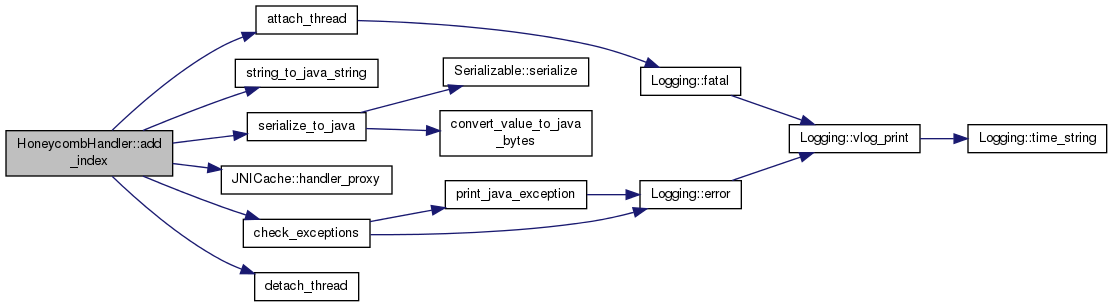 HoneycombHandler::add
_index
attach_thread
string_to_java_string
serialize_to_java
JNICache::handler_proxy
check_exceptions
detach_thread
Serializable::serialize
convert_value_to_java
_bytes
print_java_exception
Logging::fatal
Logging::error
Logging::vlog_print
Logging::time_string